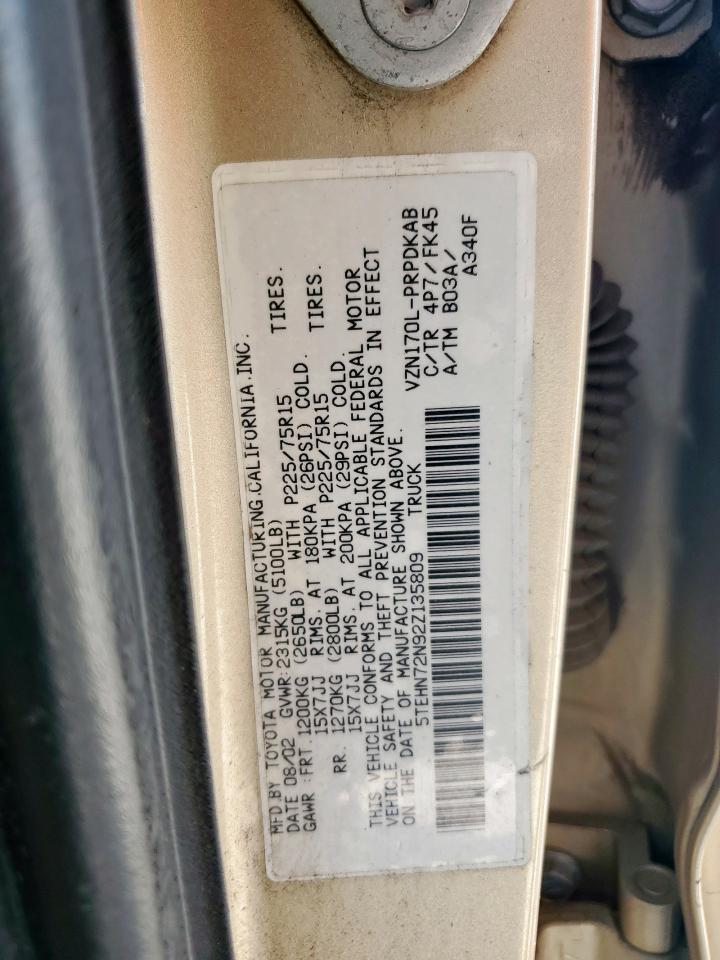 MFD.BY TOYOTA MOTOR MANUFACTURING.CALIFORNIA.INC.
DATE 08/02 GVWR:2315KG (5100LB)
GAWR :FRT.1200KG (2650LB) WITH P225/75R15 TIRES.
15X7JJ RIMS. AT 180KPA (26PSI) COLD.
RR. 1270KG (2800LB) WITH P225/75R15 TIRES.
15X7JJ RIMS. AT 200KPA (29PSI) COLD.
THIS VEHICLE CONFORMS TO ALL APPLICABLE FEDERAL MOTOR
VEHICLE SAFETY AND THEFT PREVENTION STANDARDS IN EFFECT
ON THE DATE OF MANUFACTURE SHOWN ABOVE.
5TEHN72N92Z135809 TRUCK
VZN170L-PRPDKAB
C/TR 4P7/FK45
A/TM B03A/
A340F